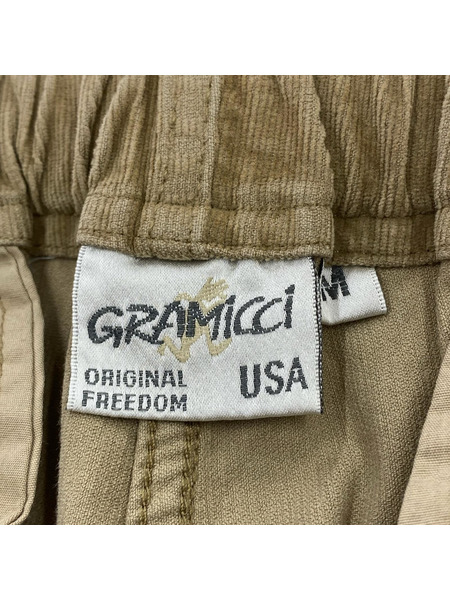 GRAMiCCi
ORIGINAL
FREEDOM
USA
M